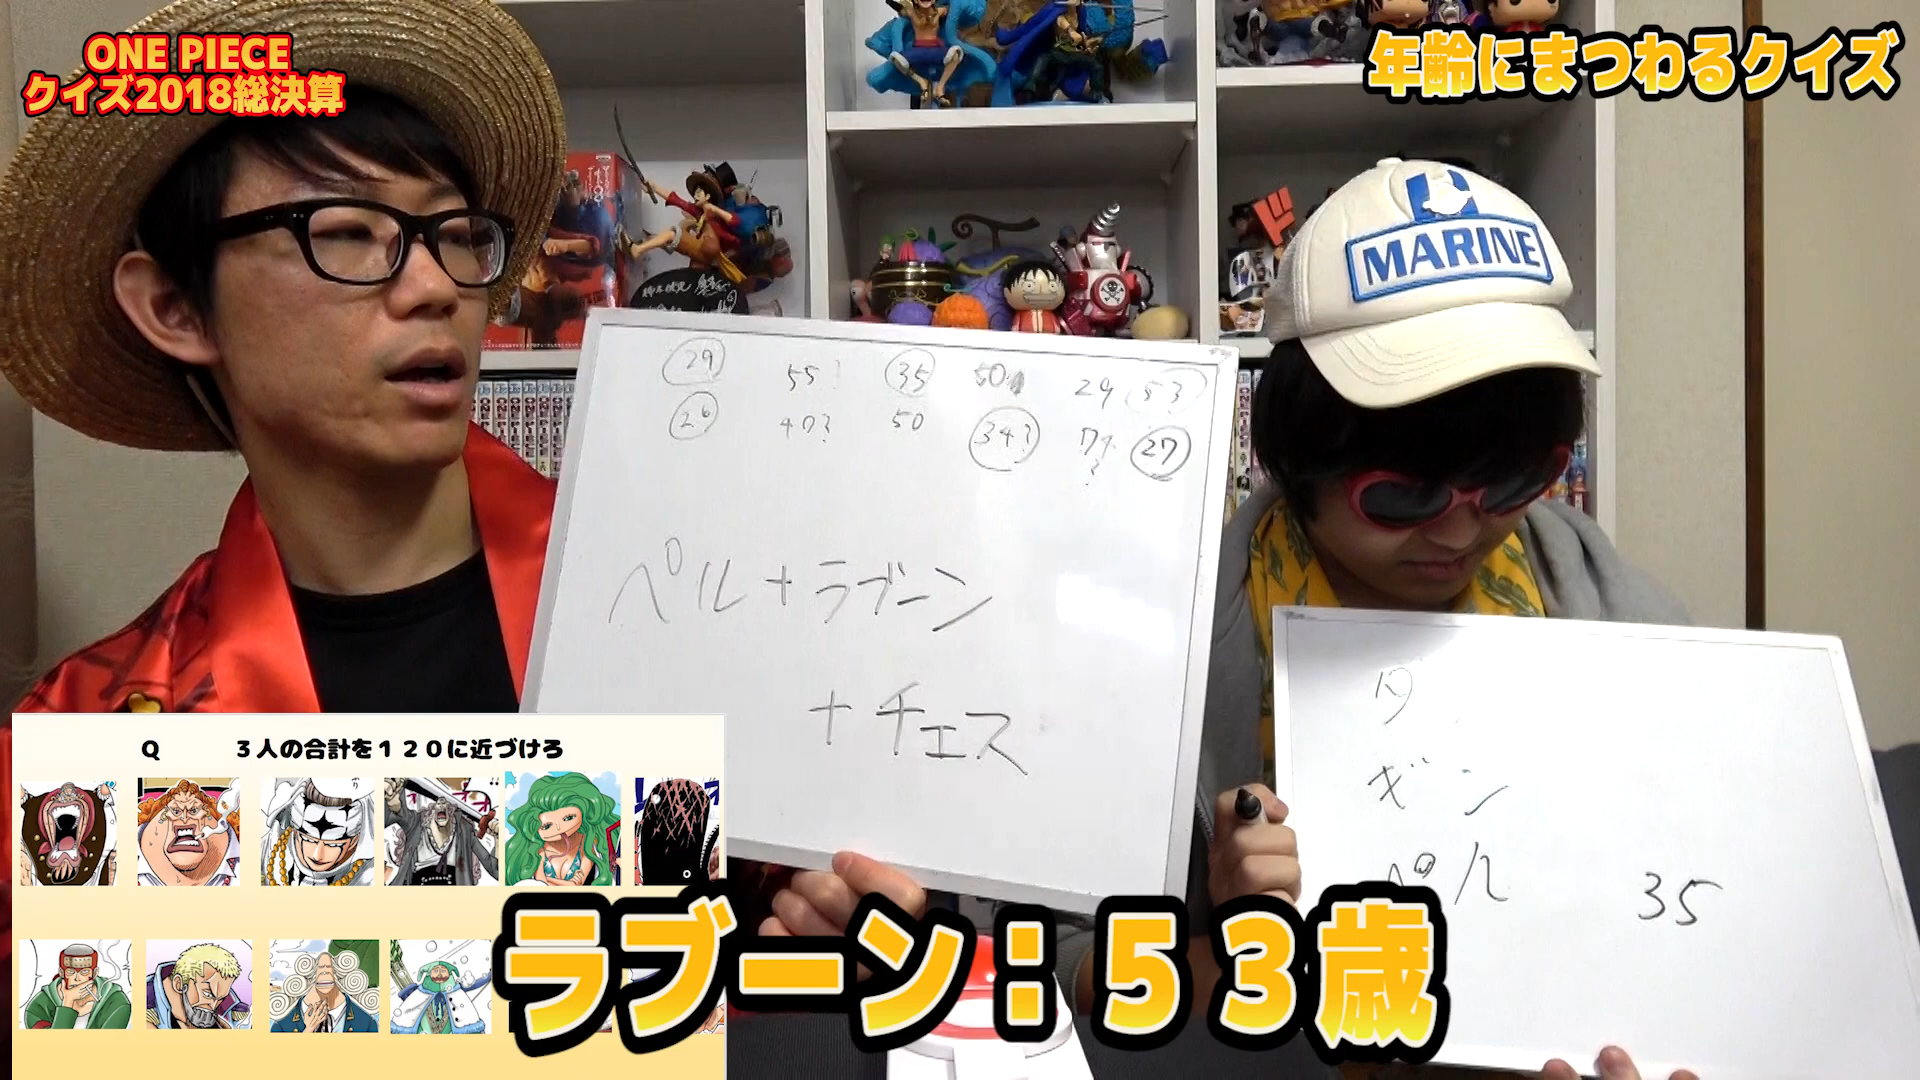 ONE PIECE
クイズ2018総決算
年齢にまつわるクイズ
MARINE
29 55? 35 50 29 53
26 40? 50 34? 74? 27
ペル+ラブーン
+チェス
ギン
ペル 35
Q 3人の合計を120に近づけろ
ラブーン:53歳